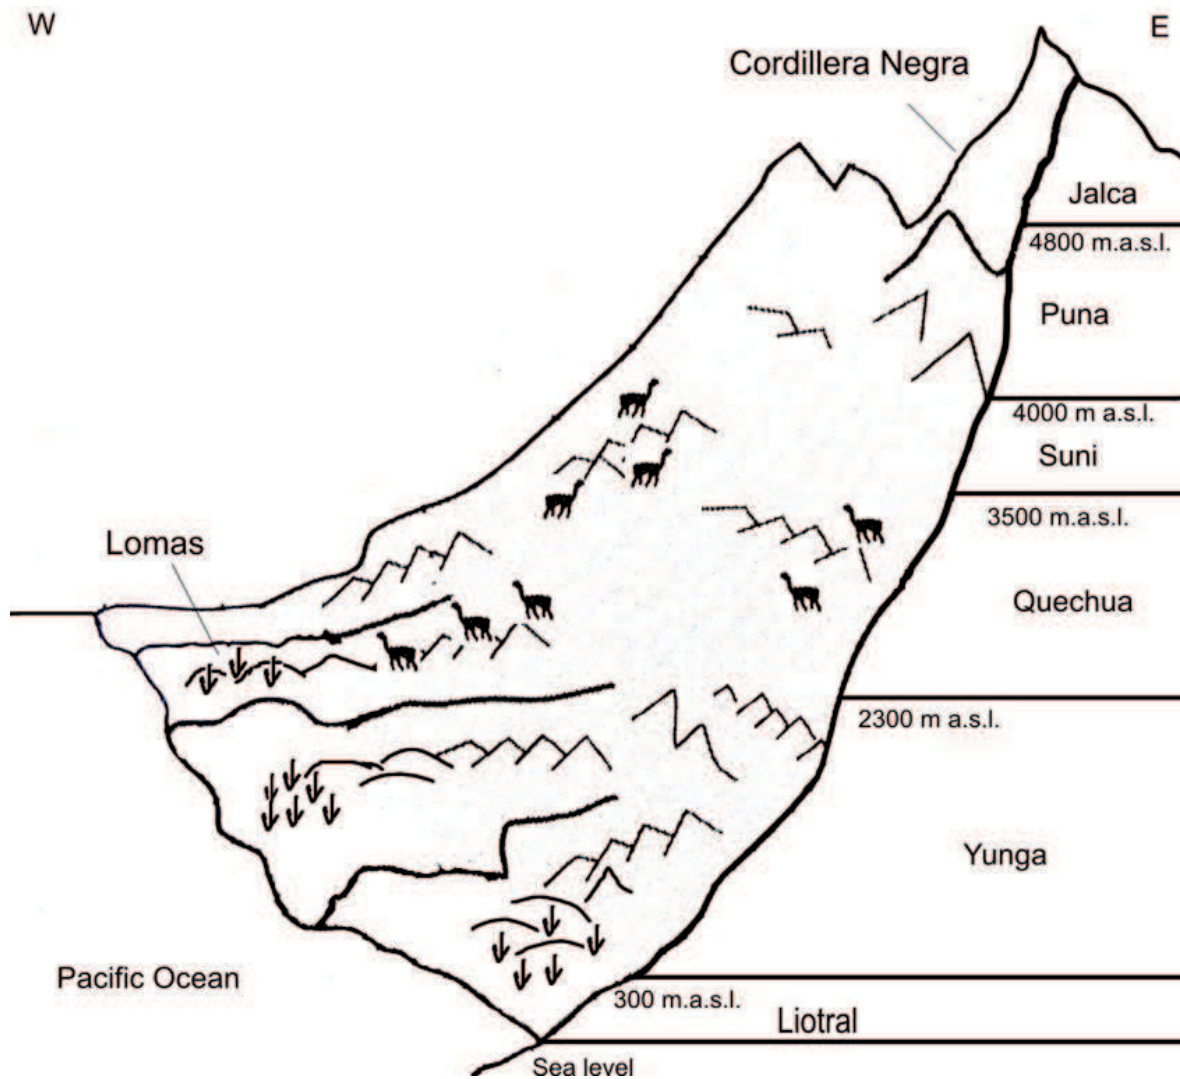 W
E
Cordillera Negra
Jalca
4800 m.a.s.l.
Puna
4000 m a.s.l.
Suni
3500 m.a.s.l.
Lomas
Quechua
2300 m a.s.l.
Yunga
Pacific Ocean
300 m.a.s.l.
Liotral
Sea level